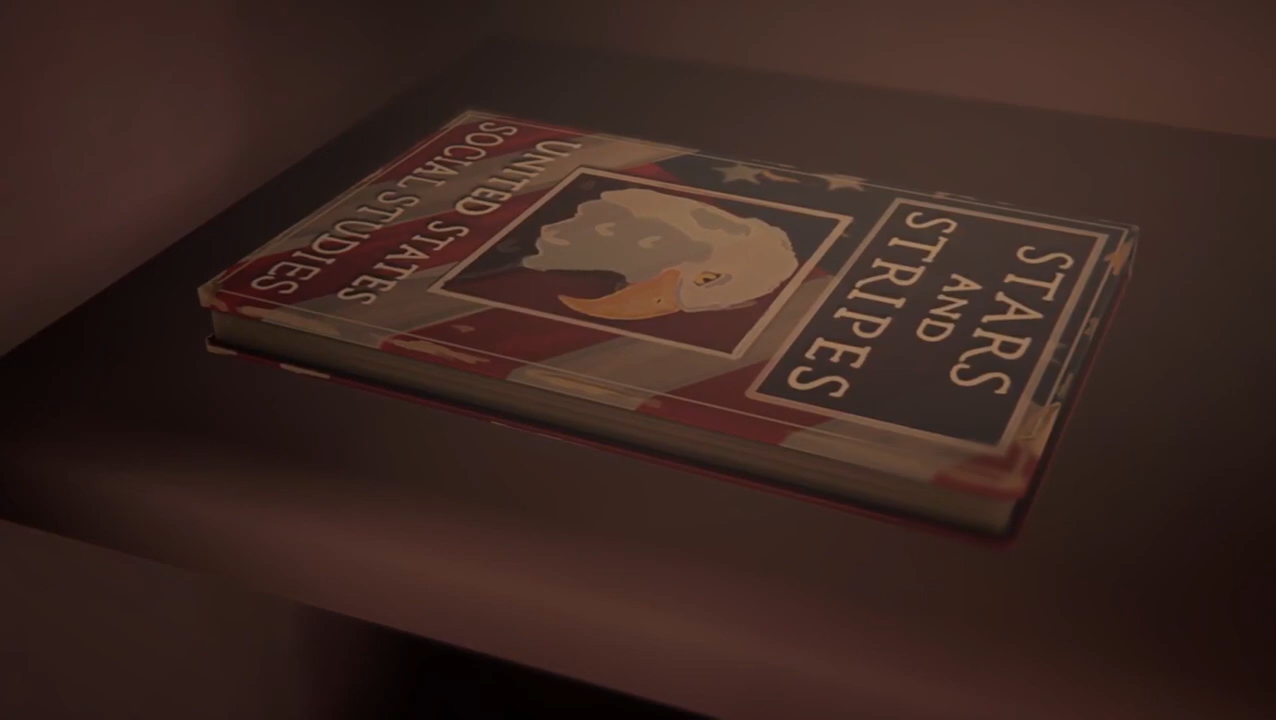 STARS
AND
STRIPES
UNITED STATES
SOCIAL STUDIES